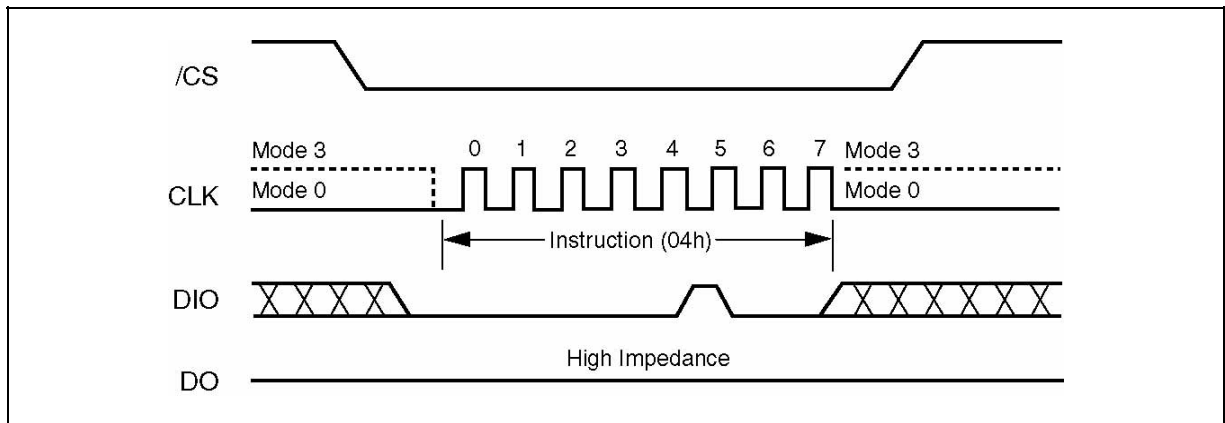 /CS
Mode 3 0 1 2 3 4 5 6 7 Mode 3
CLK Mode 0 Mode 0
Instruction (04h)
DIO
High Impedance
DO